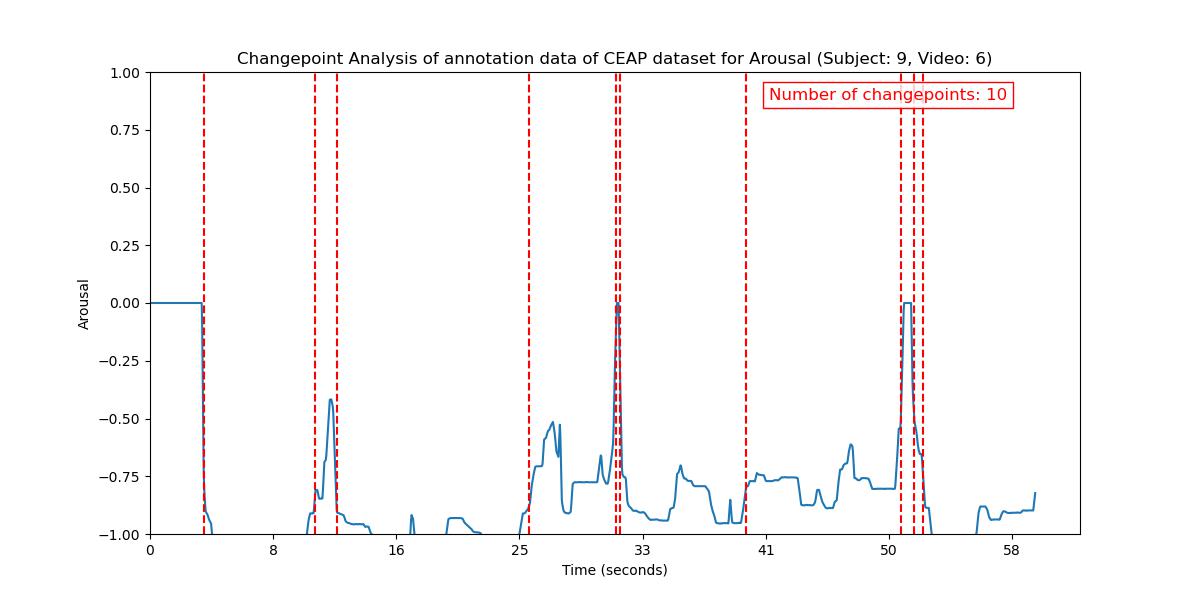 Changepoint Analysis of annotation data of CEAP dataset for Arousal (Subject: 9, Video: 6)
Number of changepoints: 10
1.00
0.75
0.50
0.25
0.00
−0.25
−0.50
−0.75
−1.00
Arousal
0 8 16 25 33 41 50 58
Time (seconds)